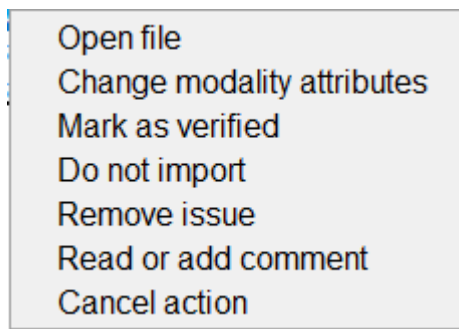 Open file
Change modality attributes
Mark as verified
Do not import
Remove issue
Read or add comment
Cancel action